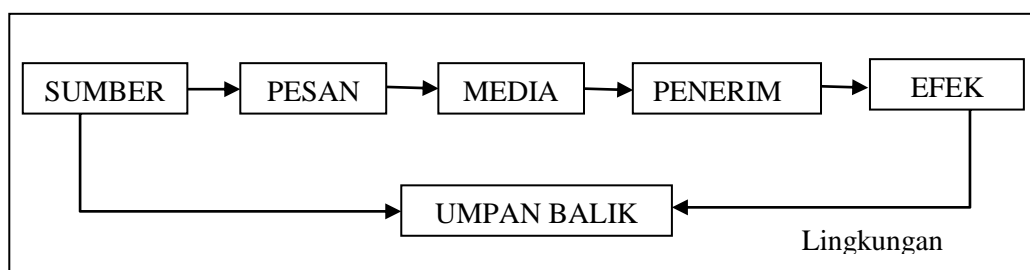 SUMBER
PESAN
MEDIA
PENERIM
EFEK
UMPAN BALIK
Lingkungan